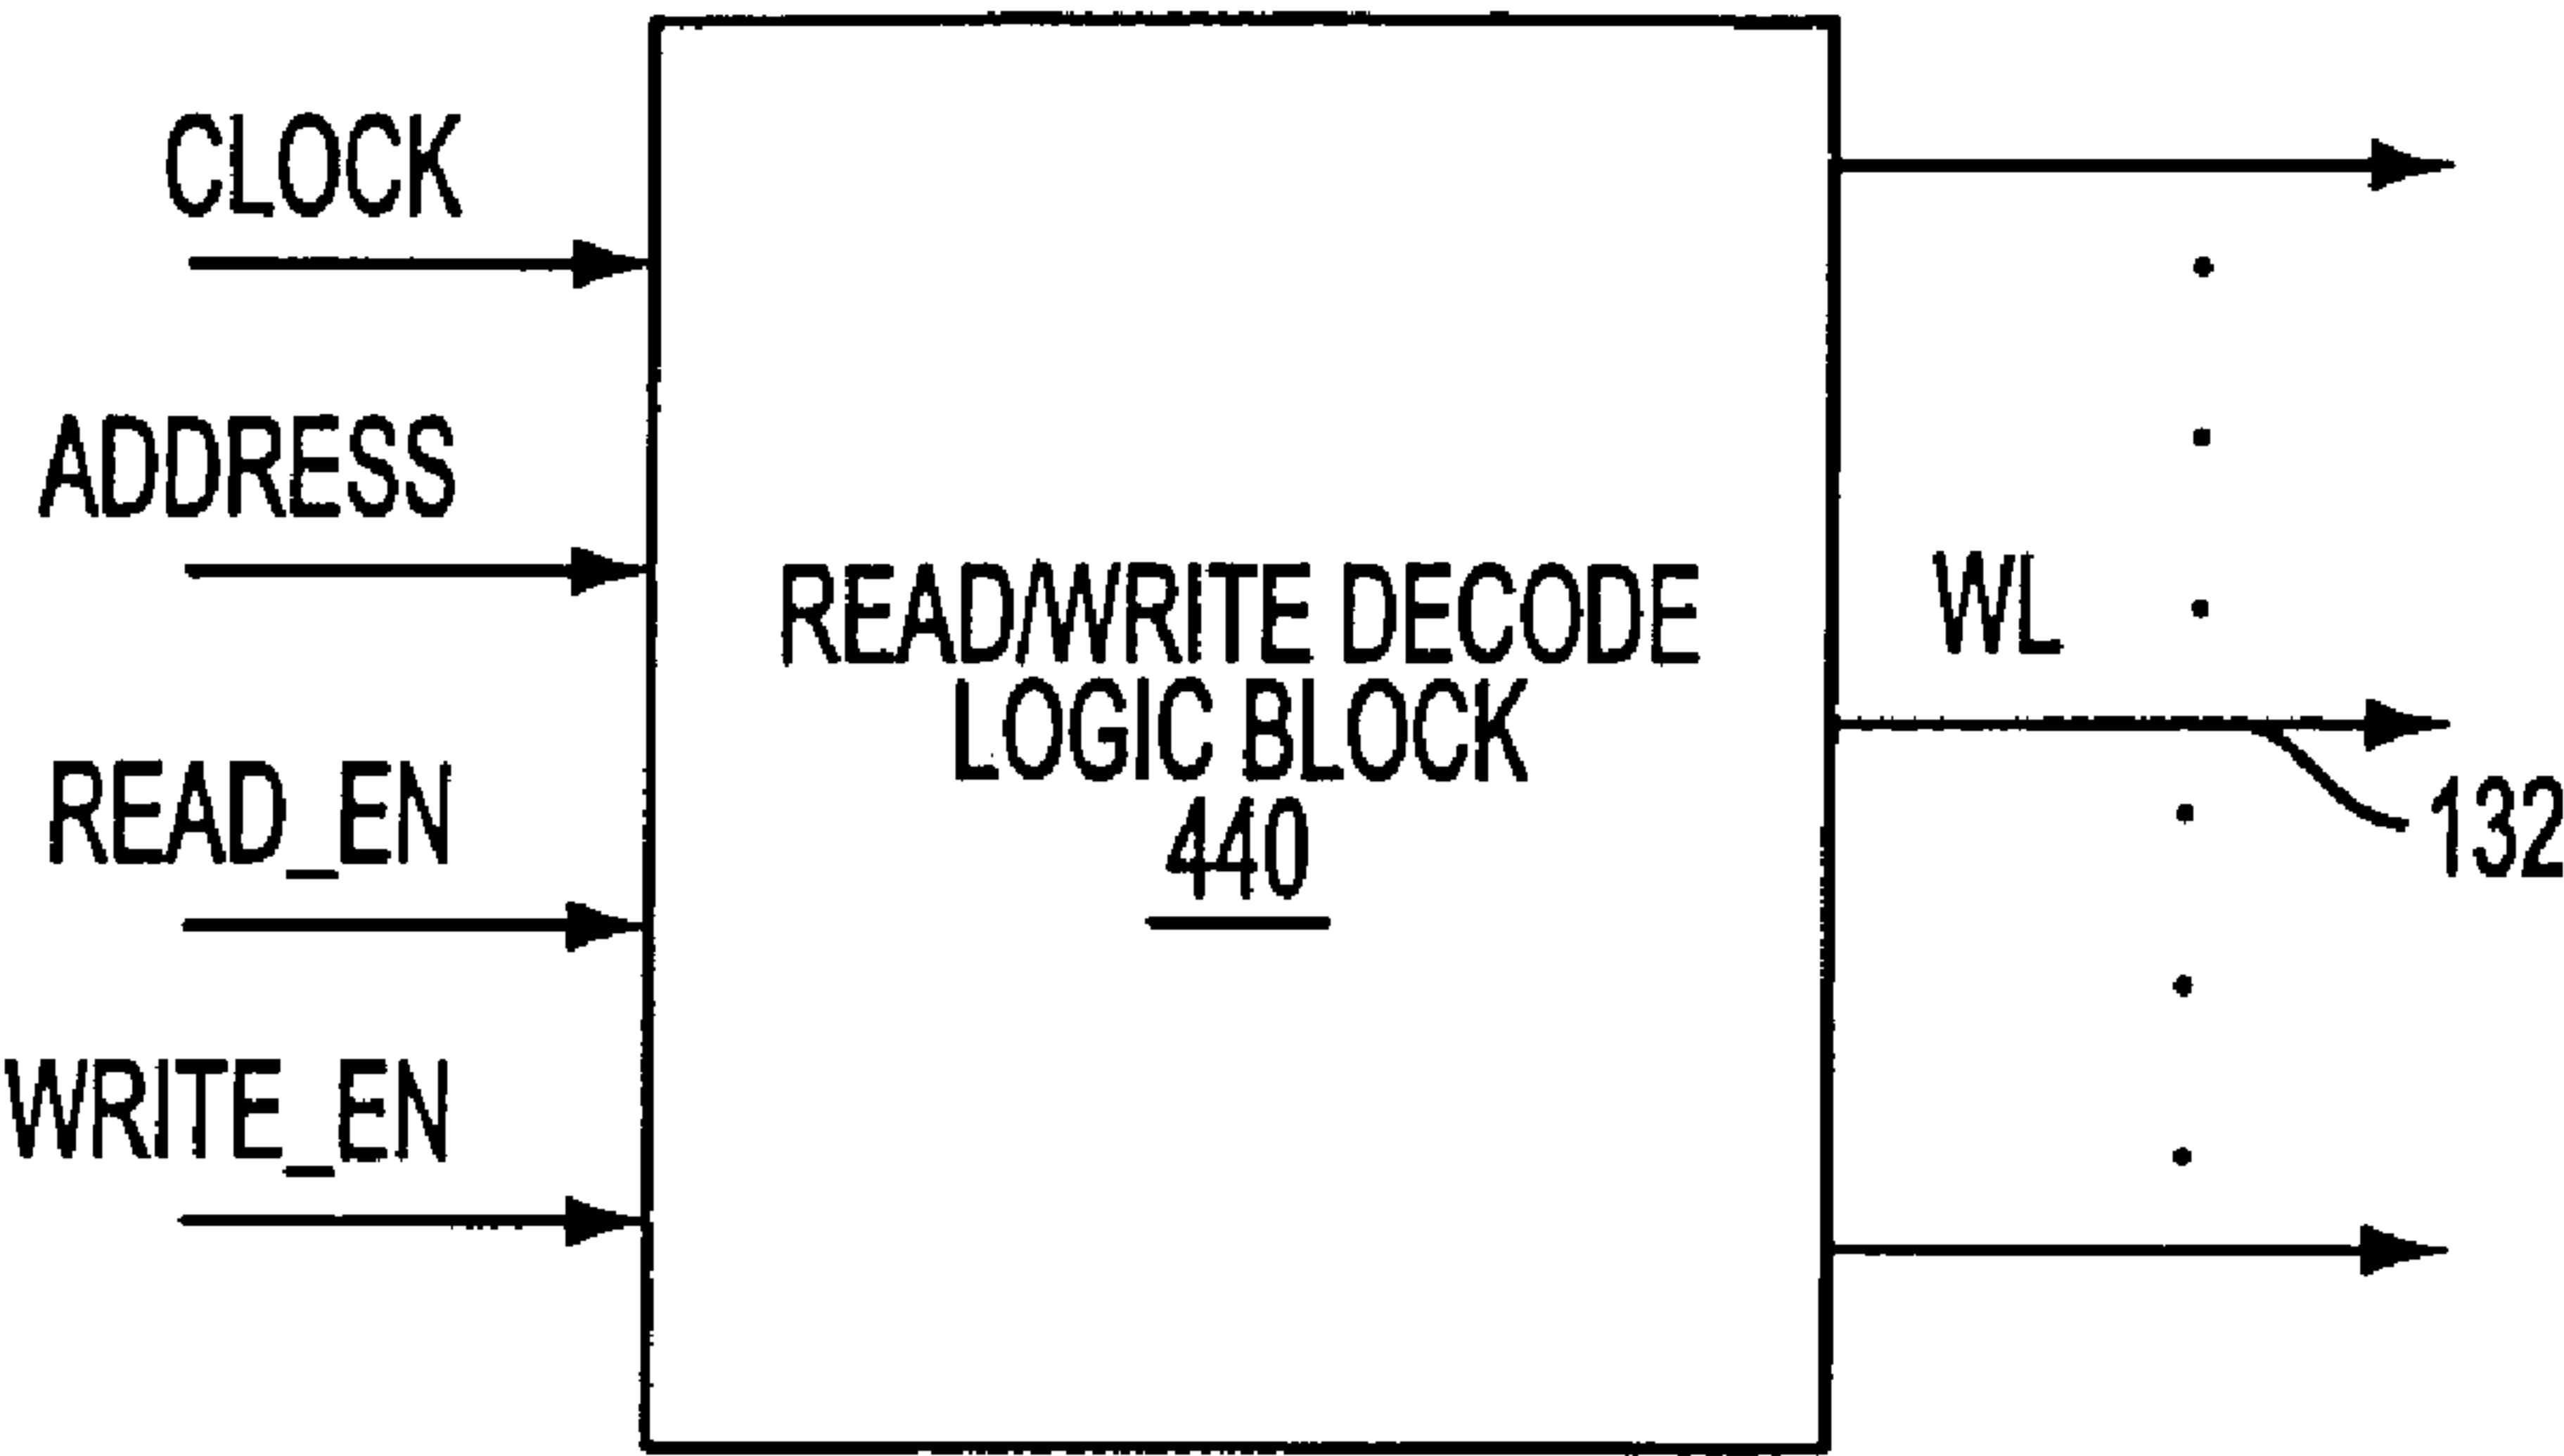 CLOCK
ADDRESS
READ_EN
WRITE_EN
READ/WRITE DECODE
LOGIC BLOCK
440
WL
132